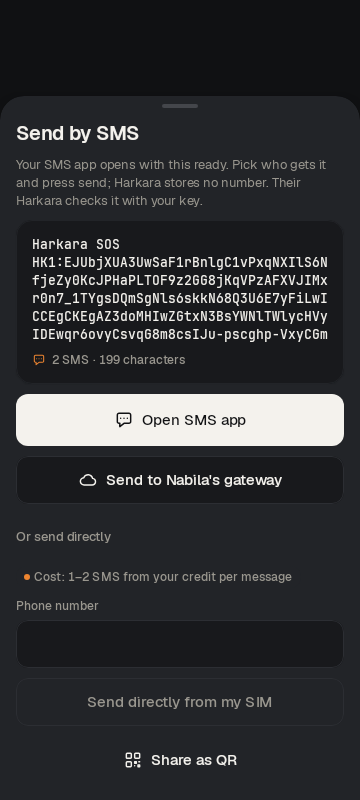 Send by SMS
Your SMS app opens with this ready. Pick who gets it
and press send; Harkara stores no number. Their
Harkara checks it with your key.
Harkara SOS
HK1:EJUbjXUA3UwSaF1rBnlgC1vPxqNXIlS6N
fjeZy0KcJPHaPLTOF9z2GG8jKqVPzAFXVJIMx
r0n7_1TYgsDQmSgNls6skkN68Q3U6E7yFiLwI
CCEgCKEgAZ3doMHIwZGtxN3BsYWNlTWlycHVy
IDEwqr6ovyCsvqG8m8csIJu-pscghp-VxyCGm
2 SMS · 199 characters
Open SMS app
Send to Nabila's gateway
Or send directly
Cost: 1–2 SMS from your credit per message
Phone number
Send directly from my SIM
Share as QR